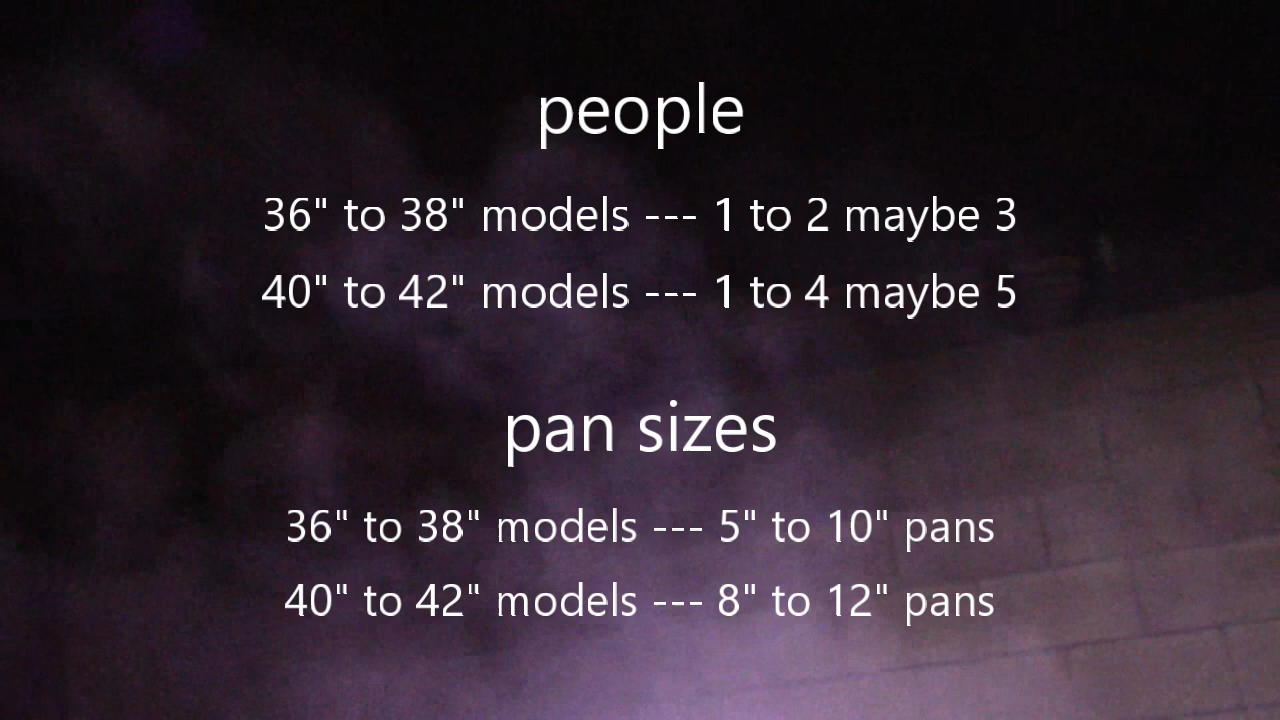 people
36" to 38" models --- 1 to 2 maybe 3
40" to 42" models --- 1 to 4 maybe 5
pan sizes
36" to 38" models --- 5" to 10" pans
40" to 42" models --- 8" to 12" pans